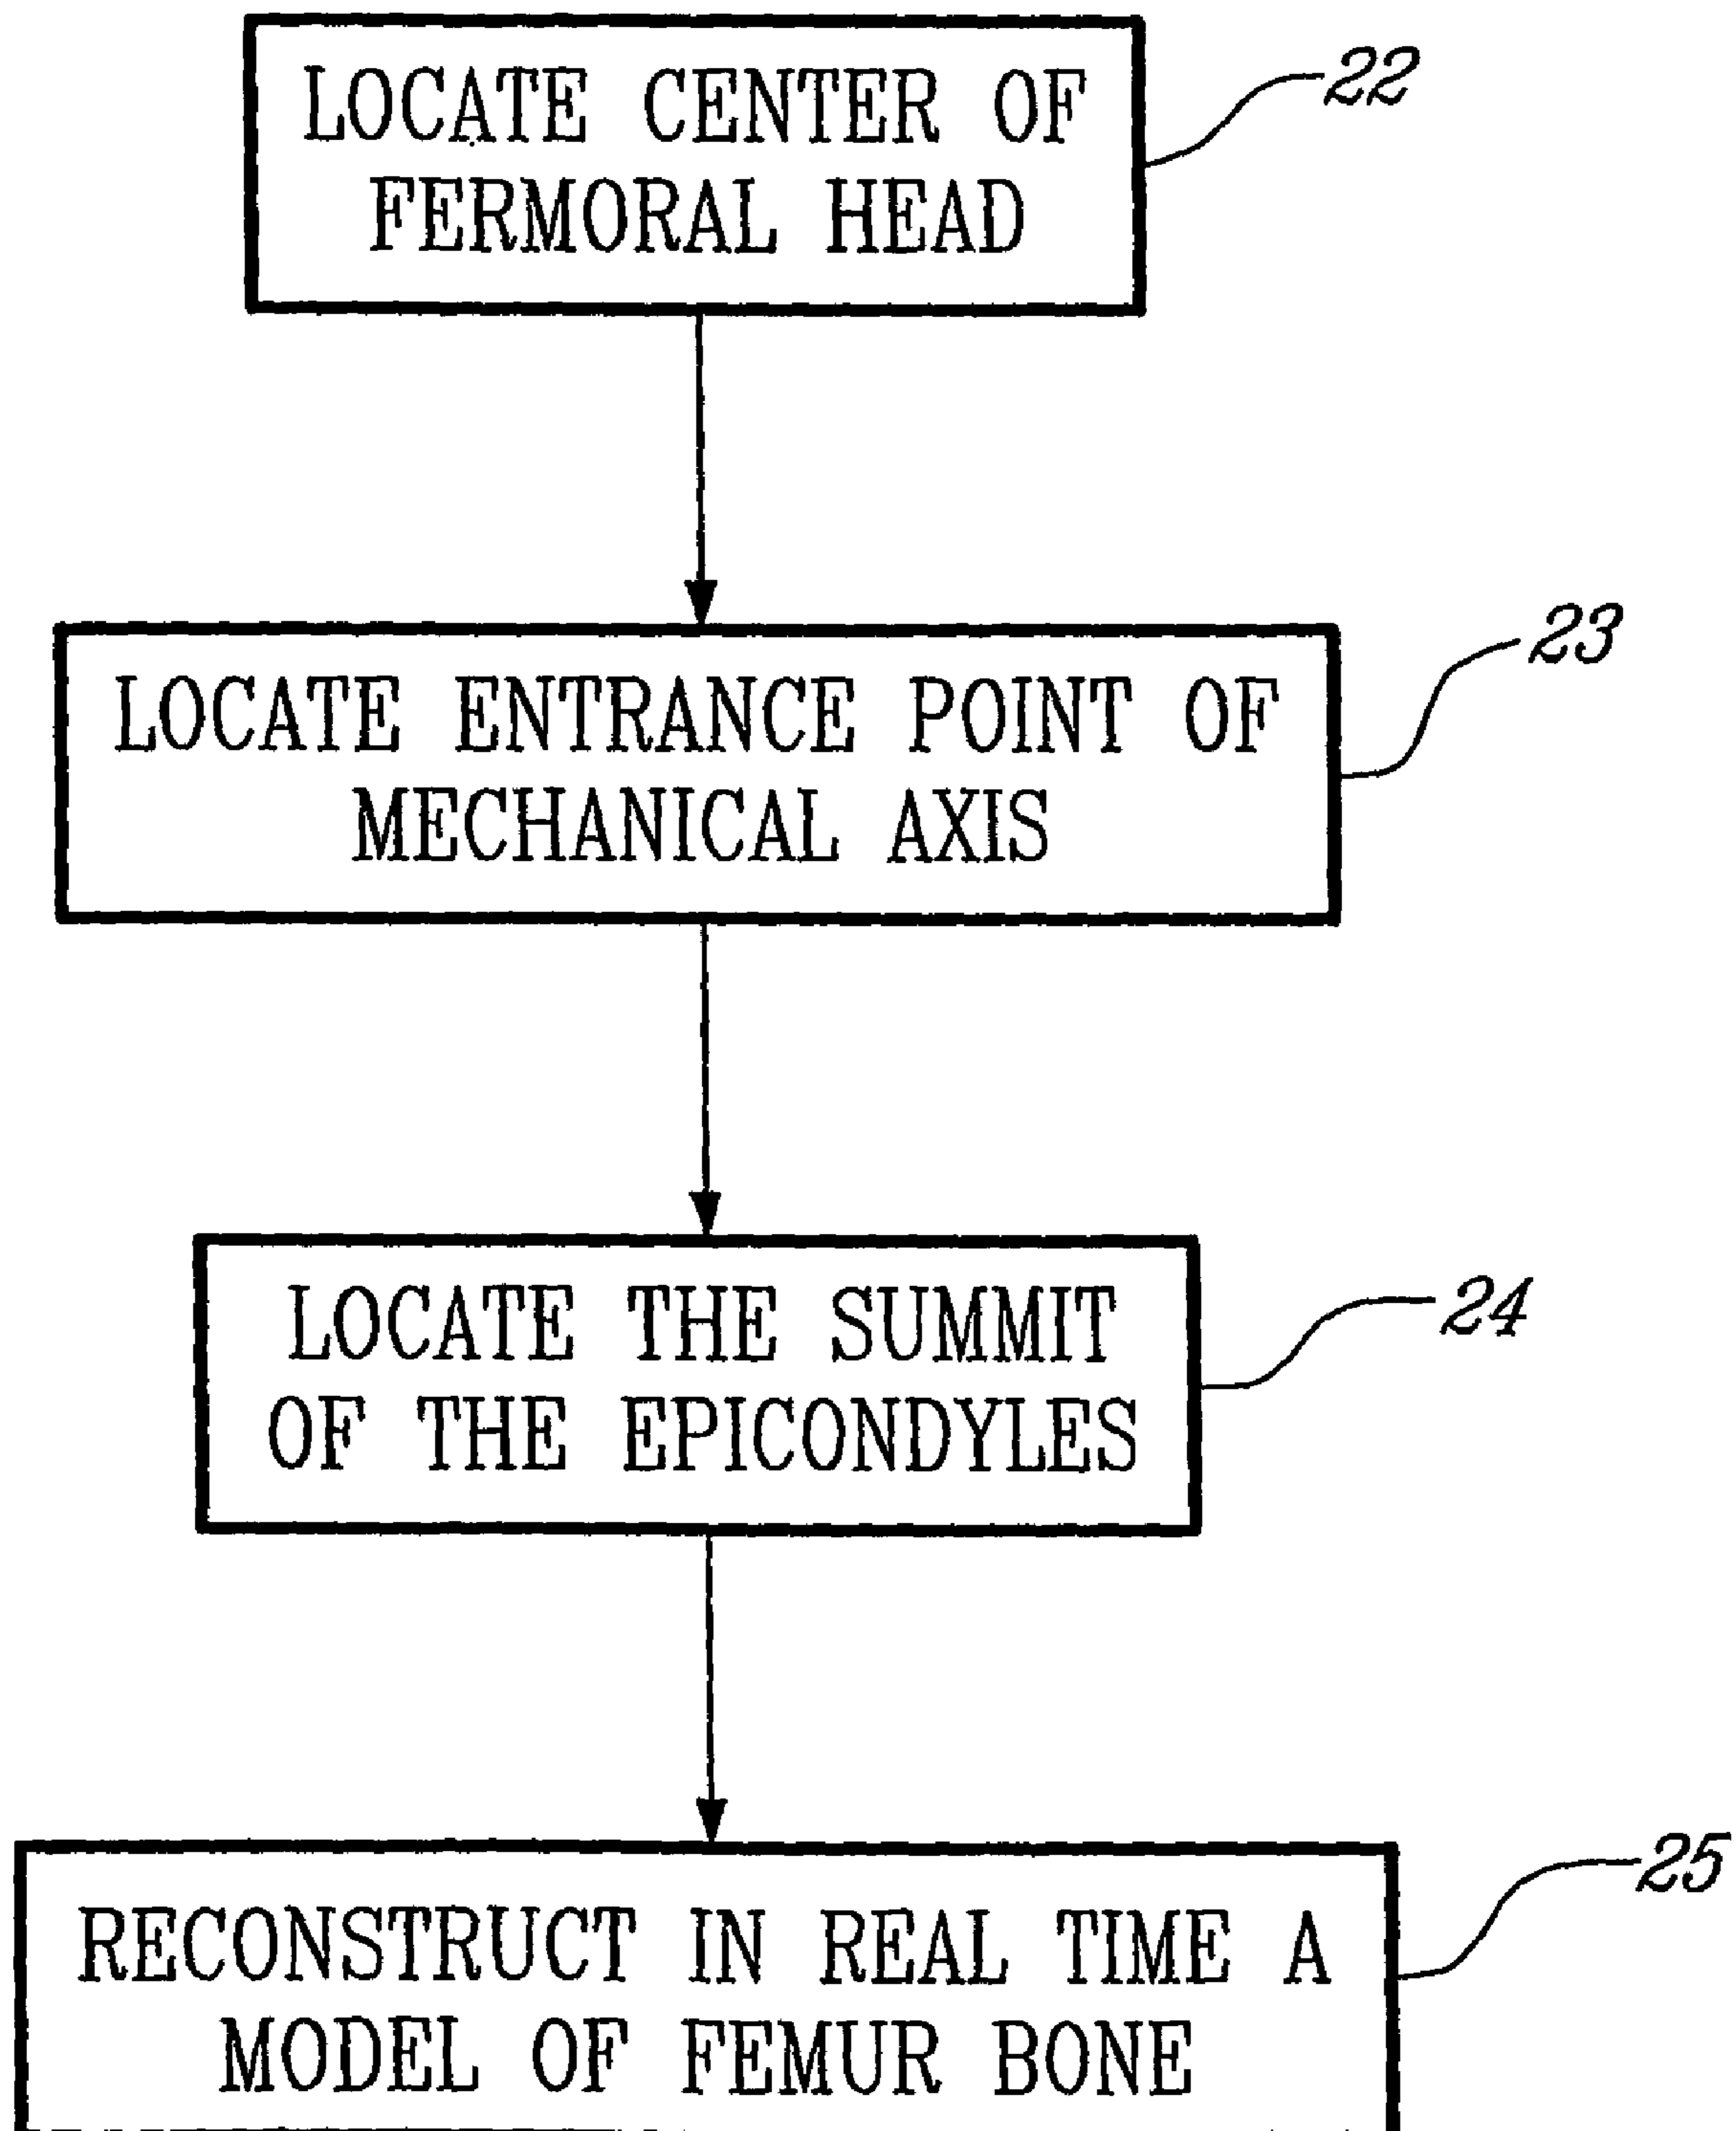 LOCATE CENTER OF
FERMORAL HEAD
22
LOCATE ENTRANCE POINT OF
MECHANICAL AXIS
23
LOCATE THE SUMMIT
OF THE EPICONDYLES
24
RECONSTRUCT IN REAL TIME A
MODEL OF FEMUR BONE
25